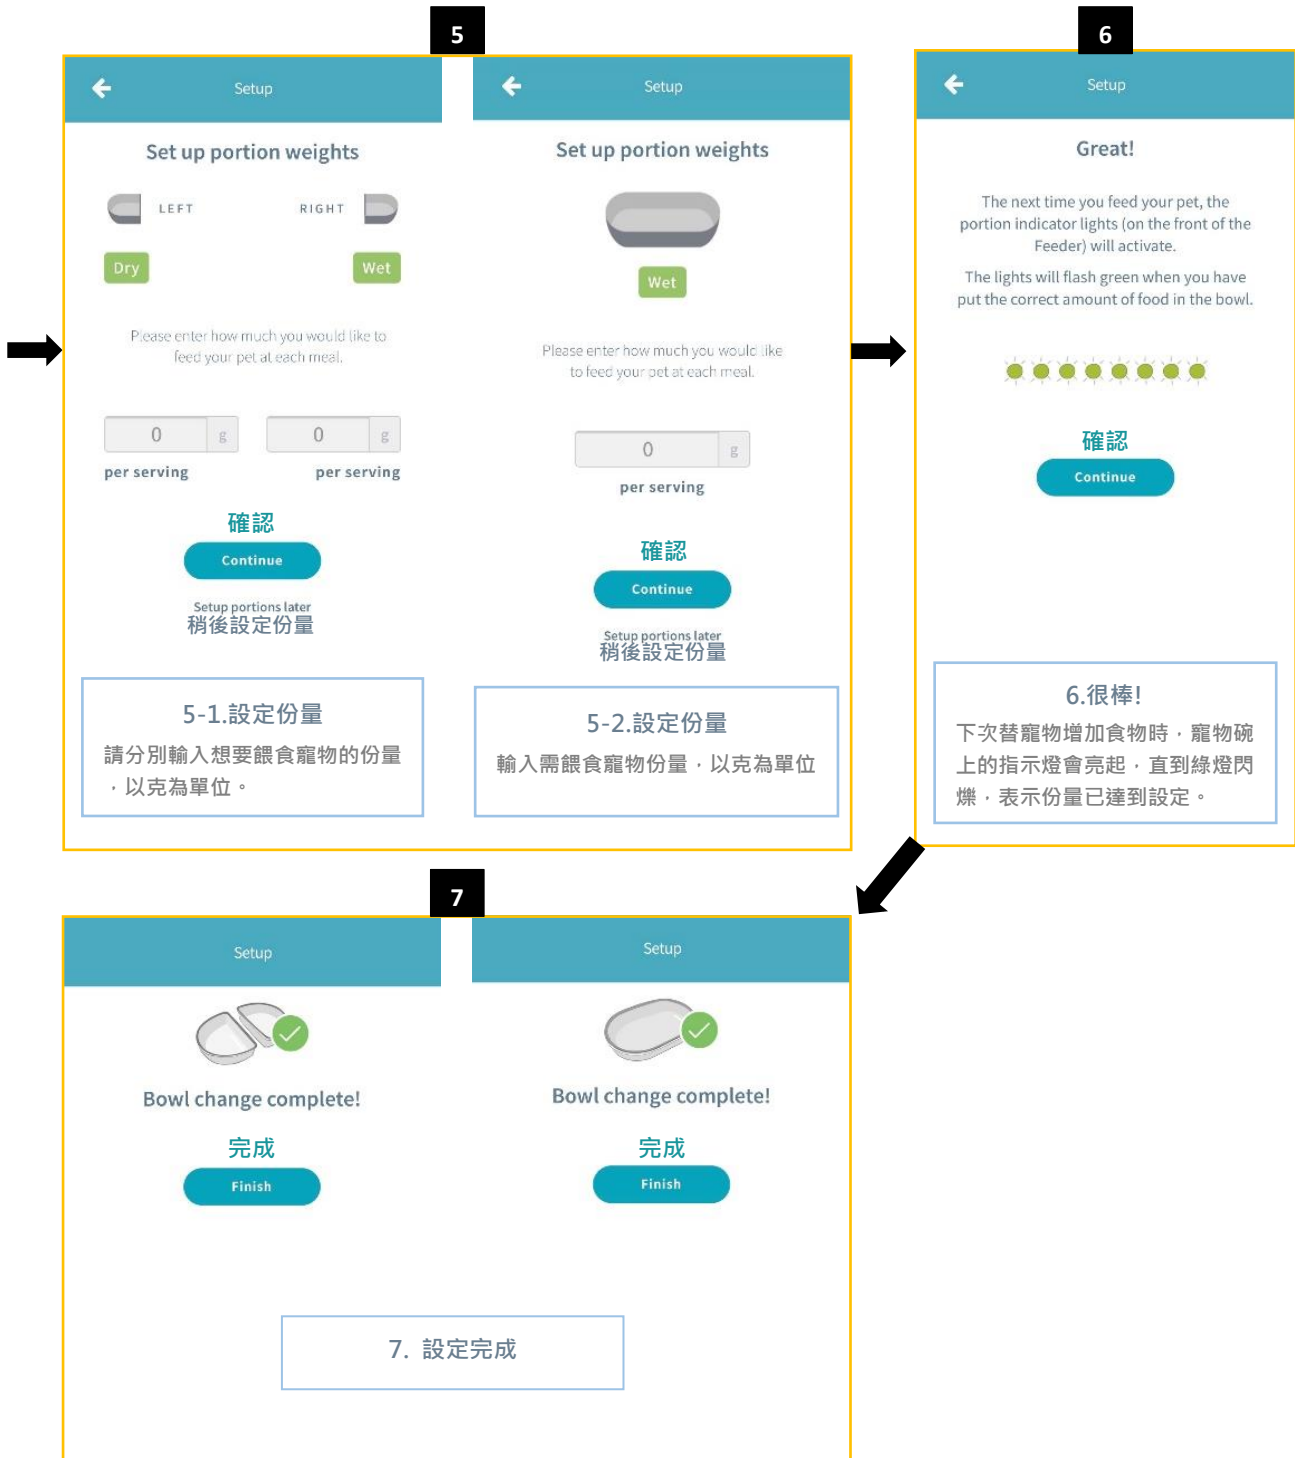 5
Setup
Set up portion weights
LEFT
RIGHT
Dry
Wet
Please enter how much you would like to
feed your pet at each meal.
0 g
0 g
per serving
per serving
確認
Continue
Setup portions later
稍後設定份量
5-1.設定份量
請分別輸入想要餵食寵物的份量
，以克為單位。
Setup
Set up portion weights
Wet
Please enter how much you would like
to feed your pet at each meal.
0 g
per serving
確認
Continue
Setup portions later
稍後設定份量
5-2.設定份量
輸入需餵食寵物份量，以克為單位
6
Setup
Great!
The next time you feed your pet, the
portion indicator lights (on the front of the
Feeder) will activate.
The lights will flash green when you have
put the correct amount of food in the bowl.
確認
Continue
6.很棒!
下次替寵物增加食物時，寵物碗
上的指示燈會亮起，直到綠燈閃
爍，表示份量已達到設定。
7
Setup
Bowl change complete!
完成
Finish
Setup
Bowl change complete!
完成
Finish
7. 設定完成